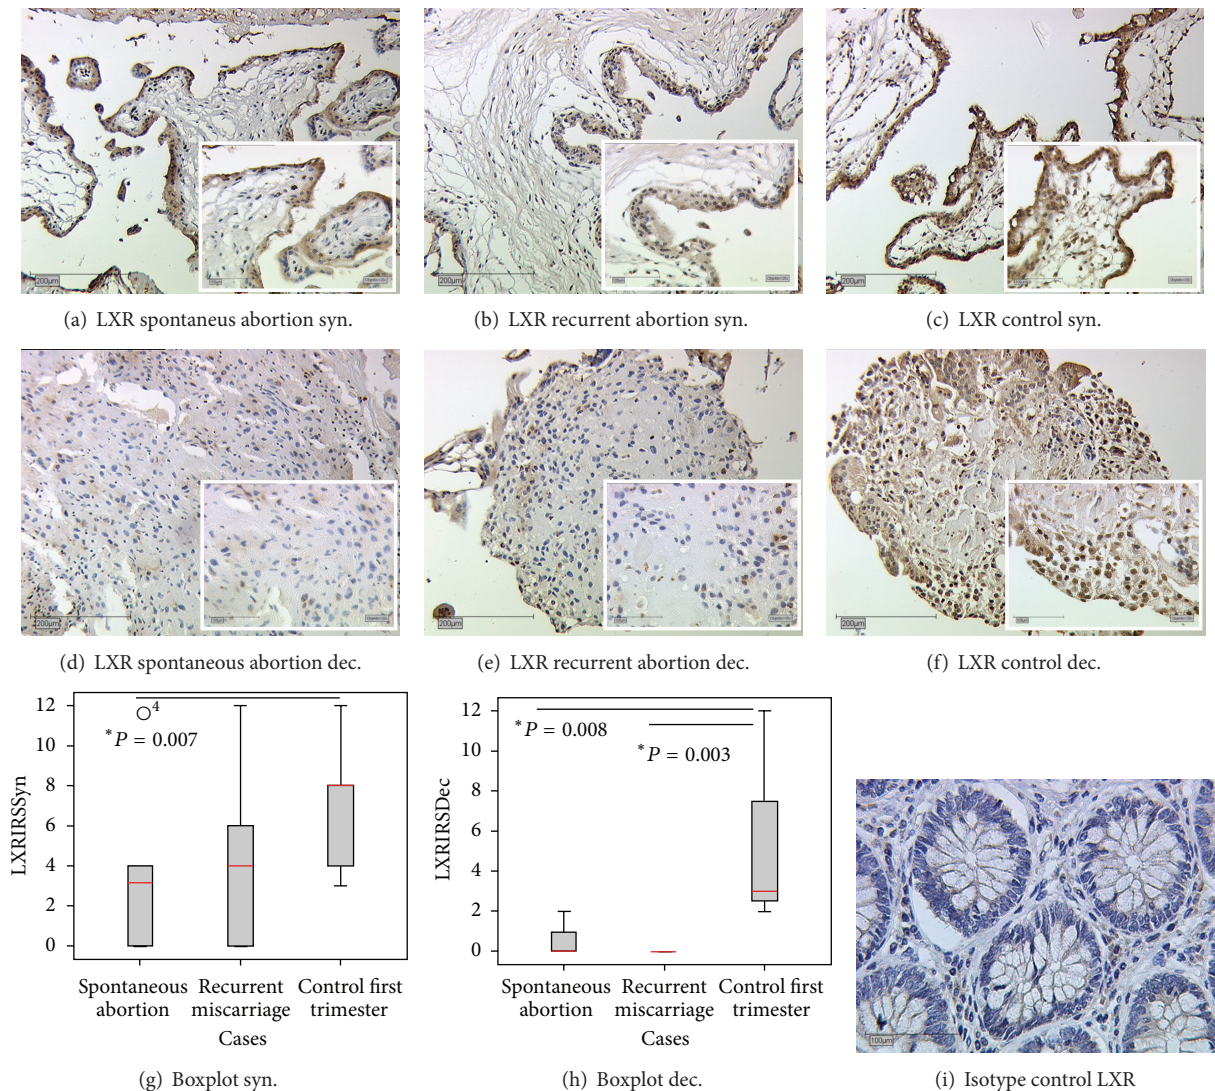 200μm
200μm
200μm
(a) LXR spontaneus abortion syn.
(b) LXR recurrent abortion syn.
(c) LXR control syn.
200μm
200μm
200μm
(d) LXR spontaneous abortion dec.
(e) LXR recurrent abortion dec.
(f) LXR control dec.
LXRIRSSyn
12
10
8
6
4
2
0
4
*P = 0.007
Spontaneous abortion
Recurrent miscarriage
Control first trimester
Cases
(g) Boxplot syn.
LXRIRSDec
12
10
8
6
4
2
0
*P = 0.008
*P = 0.003
Spontaneous abortion
Recurrent miscarriage
Control first trimester
Cases
(h) Boxplot dec.
100μm
(i) Isotype control LXR